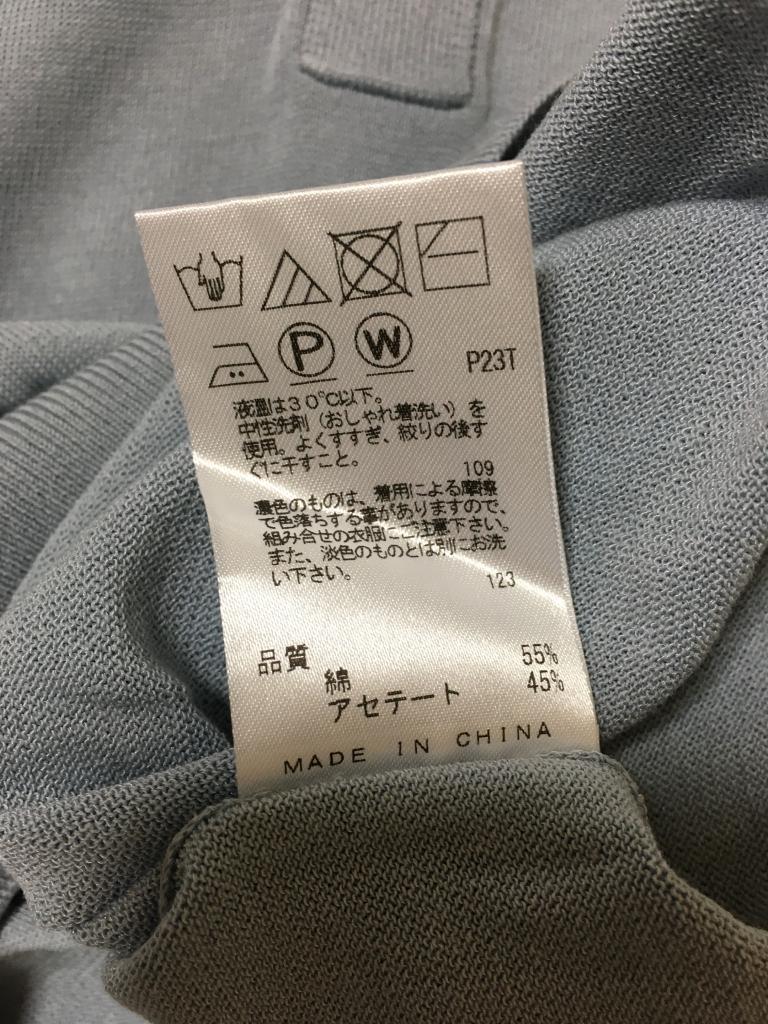 P W P23T
液温は30℃以下。
中性洗剤（おしゃれ着洗い）を
使用。よくすすぎ、絞りの後す
ぐに干すこと。 109
濃色のものは、着用による摩擦
で色落ちする事がありますので、
組み合せの衣服にご注意下さい。
また、淡色のものとは別にお洗
い下さい。 123
品質
綿 55%
アセテート 45%
MADE IN CHINA